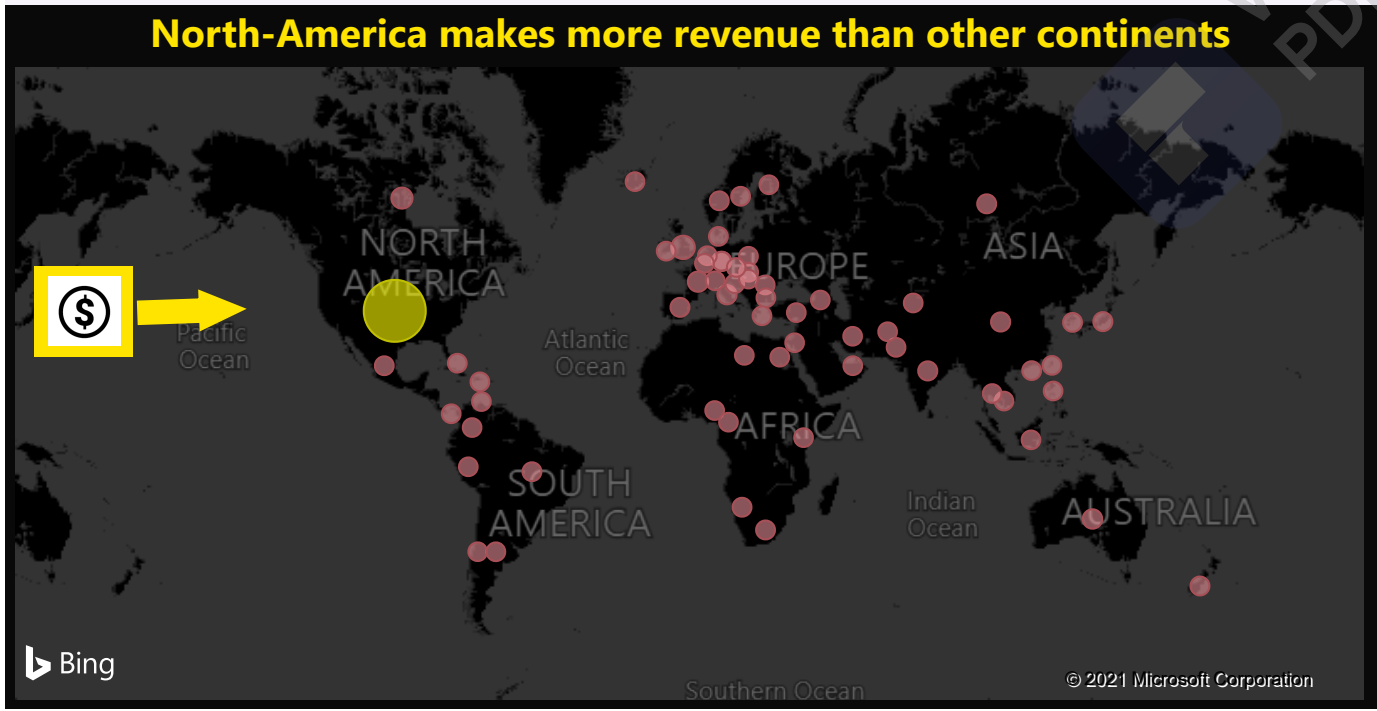 North-America makes more revenue than other continents
NORTH
AMERICA
EUROPE
ASIA
$
Pacific
Ocean
Atlantic
Ocean
AFRICA
SOUTH
AMERICA
Indian
Ocean
AUSTRALIA
Bing
© 2021 Microsoft Corporation
Southern Ocean
PD